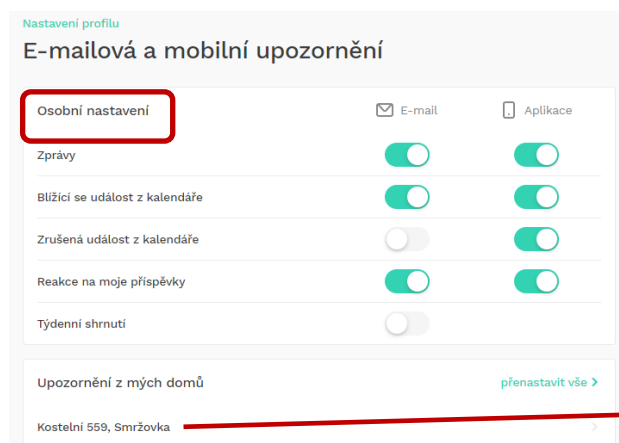 Nastavení profilu
E-mailová a mobilní upozornění
Osobní nastavení E-mail Aplikace
Zprávy
Blížící se událost z kalendáře
Zrušená událost z kalendáře
Reakce na moje příspěvky
Týdenní shrnutí
Upozornění z mých domů přenastavit vše >
Kostelní 559, Smržovka